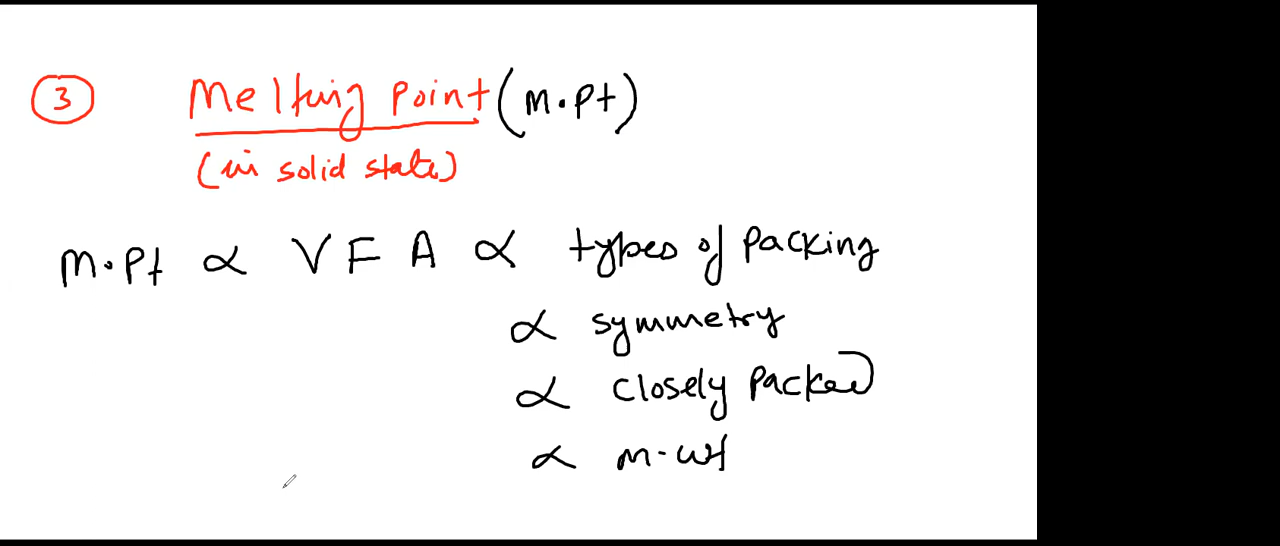 ③ Melting Point (m.Pt)
(in solid state)
m.Pt ∝ VFA ∝ types of Packing
∝ symmetry
∝ closely Packed
∝ m-wt